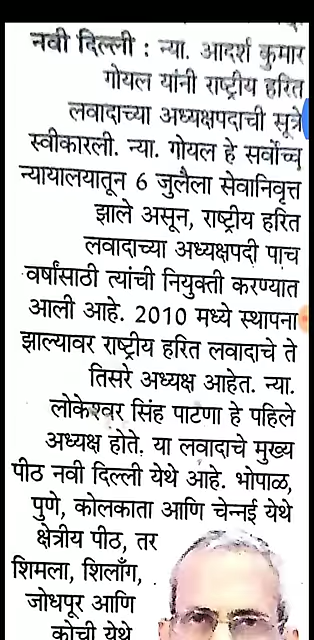 नवी दिल्ली : न्या. आदर्श कुमार
गोयल यांनी राष्ट्रीय हरित
लवादाच्या अध्यक्षपदाची सूत्रे
स्वीकारली. न्या. गोयल हे सर्वोच्च
न्यायालयातून 6 जुलैला सेवानिवृत्त
झाले असून, राष्ट्रीय हरित
लवादाच्या अध्यक्षपदी पाच
वर्षांसाठी त्यांची नियुक्ती करण्यात
आली आहे. 2010 मध्ये स्थापना
झाल्यावर राष्ट्रीय हरित लवादाचे ते
तिसरे अध्यक्ष आहेत. न्या.
लोकेश्वर सिंह पाटणा हे पहिले
अध्यक्ष होते. या लवादाचे मुख्य
पीठ नवी दिल्ली येथे आहे. भोपाळ,
पुणे, कोलकाता आणि चेन्नई येथे
क्षेत्रीय पीठ, तर
शिमला, शिलाँग,
जोधपूर आणि
कोची येथे